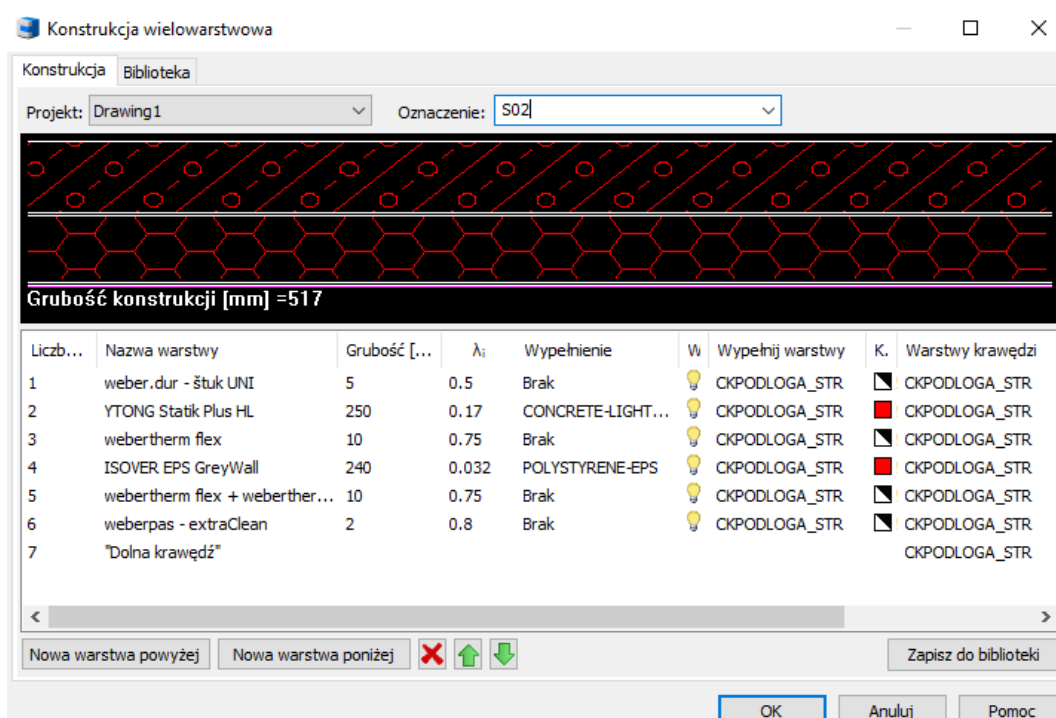 Konstrukcja wielowarstwowa
Konstrukcja Biblioteka
Projekt: Drawing1 Oznaczenie: S02
Grubość konstrukcji [mm] =517
Liczb... Nazwa warstwy Grubość [... λᵢ Wypełnienie W Wypełnij warstwy K. Warstwy krawędzi
1 weber.dur - štuk UNI 5 0.5 Brak CKPODLOGA_STR CKPODLOGA_STR
2 YTONG Statik Plus HL 250 0.17 CONCRETE-LIGHT... CKPODLOGA_STR CKPODLOGA_STR
3 webertherm flex 10 0.75 Brak CKPODLOGA_STR CKPODLOGA_STR
4 ISOVER EPS GreyWall 240 0.032 POLYSTYRENE-EPS CKPODLOGA_STR CKPODLOGA_STR
5 webertherm flex + weberther... 10 0.75 Brak CKPODLOGA_STR CKPODLOGA_STR
6 weberpas - extraClean 2 0.8 Brak CKPODLOGA_STR CKPODLOGA_STR
7 "Dolna krawędź" CKPODLOGA_STR
Nowa warstwa powyżej Nowa warstwa poniżej Zapisz do biblioteki
OK Anuluj Pomoc